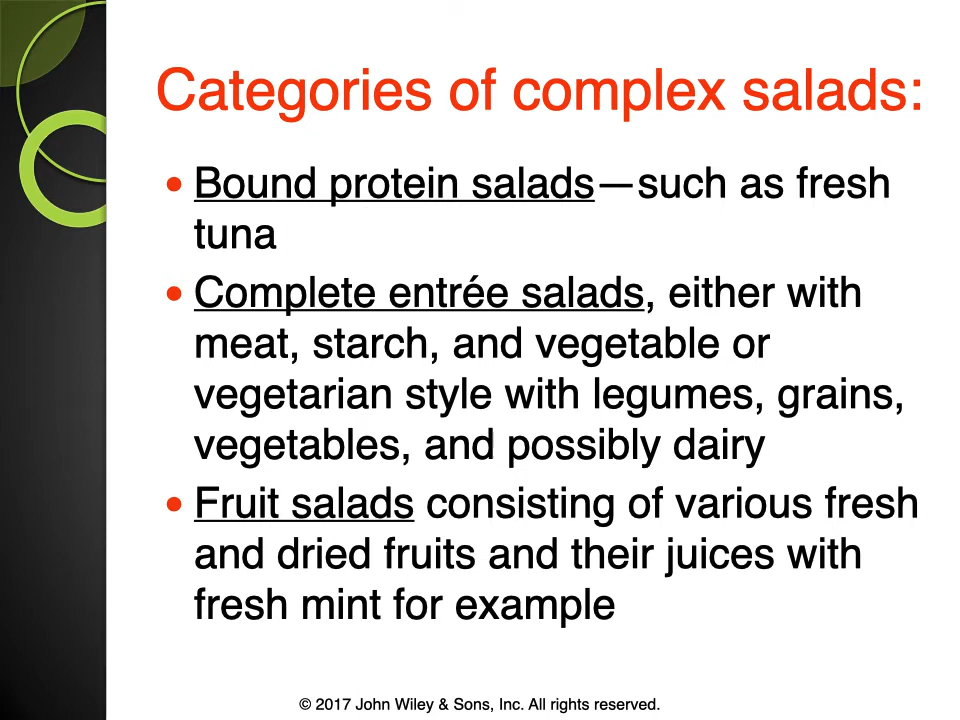 Categories of complex salads:
• Bound protein salads—such as fresh
tuna
• Complete entrée salads, either with
meat, starch, and vegetable or
vegetarian style with legumes, grains,
vegetables, and possibly dairy
• Fruit salads consisting of various fresh
and dried fruits and their juices with
fresh mint for example
© 2017 John Wiley & Sons, Inc. All rights reserved.